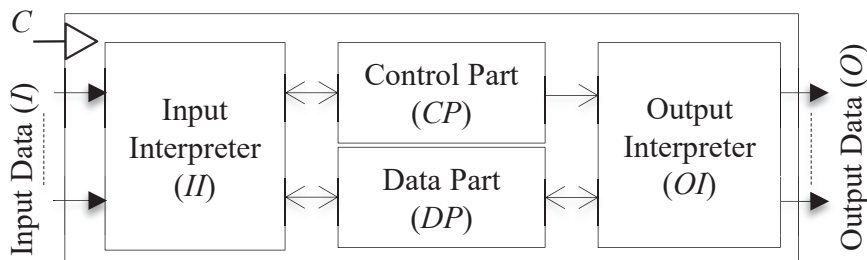 C
Input Data (I)
Input
Interpreter
(II)
Control Part
(CP)
Data Part
(DP)
Output
Interpreter
(OI)
Output Data (O)